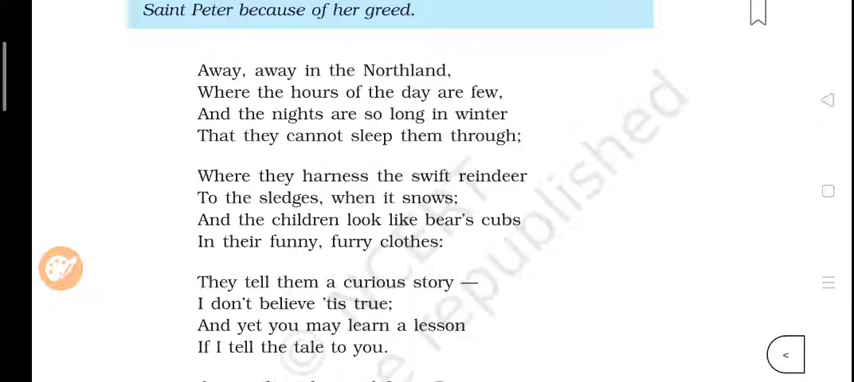 Saint Peter because of her greed.
Away, away in the Northland,
Where the hours of the day are few,
And the nights are so long in winter
That they cannot sleep them through;
Where they harness the swift reindeer
To the sledges, when it snows;
And the children look like bear's cubs
In their funny, furry clothes:
They tell them a curious story —
I don't believe 'tis true;
And yet you may learn a lesson
If I tell the tale to you.
© NCERT
be republished